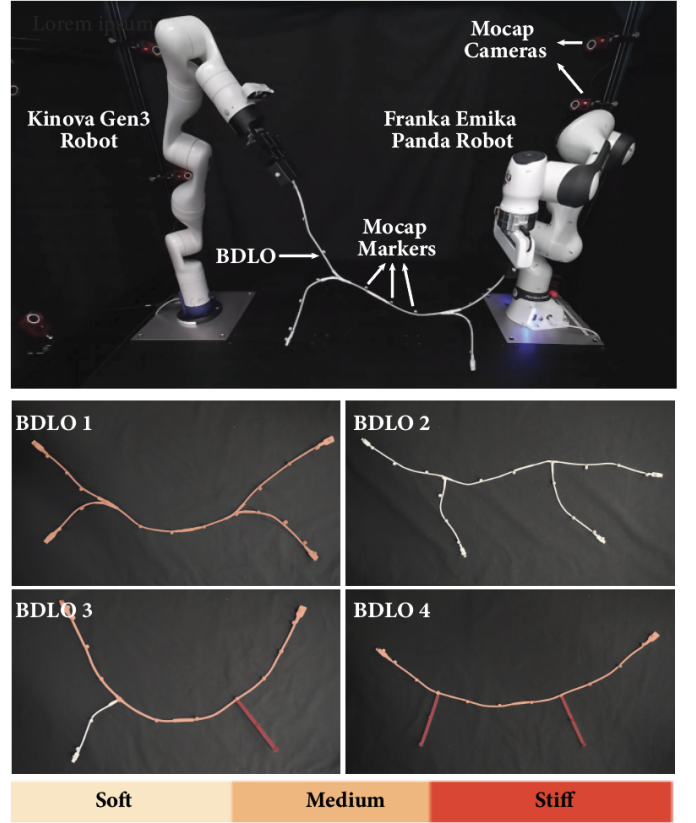 Lorem ipsum
Mocap
Cameras
Kinova Gen3
Robot
Franka Emika
Panda Robot
Mocap
Markers
BDLO
BDLO 1
BDLO 2
BDLO 3
BDLO 4
Soft
Medium
Stiff